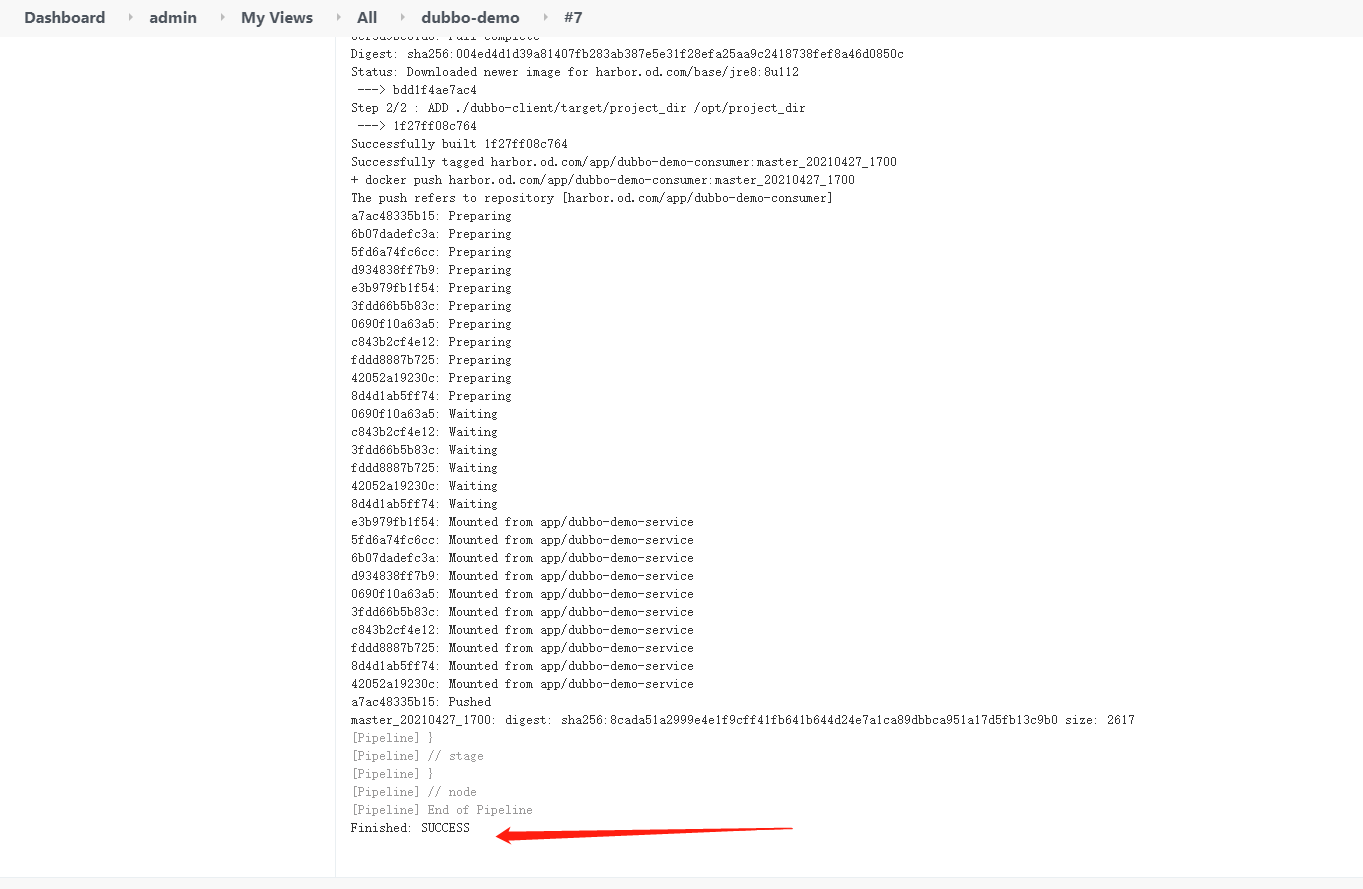 Dashboard admin My Views All dubbo-demo #7
Digest: sha256:004ed4d1d39a81407fb283ab387e5e31f28efa25aa9c2418738fef8a46d0850c
Status: Downloaded newer image for harbor.od.com/base/jre8:8u112
---> bdd1f4ae7ac4
Step 2/2 : ADD ./dubbo-client/target/project_dir /opt/project_dir
---> 1f27ff08c764
Successfully built 1f27ff08c764
Successfully tagged harbor.od.com/app/dubbo-demo-consumer:master_20210427_1700
+ docker push harbor.od.com/app/dubbo-demo-consumer:master_20210427_1700
The push refers to repository [harbor.od.com/app/dubbo-demo-consumer]
a7ac48335b15: Preparing
6b07dadefc3a: Preparing
5fd6a74fc6cc: Preparing
d934838ff7b9: Preparing
e3b979fb1f54: Preparing
3fdd66b5b83c: Preparing
0690f10a63a5: Preparing
c843b2cf4e12: Preparing
fddd8887b725: Preparing
42052a19230c: Preparing
8d4d1ab5ff74: Preparing
0690f10a63a5: Waiting
c843b2cf4e12: Waiting
3fdd66b5b83c: Waiting
fddd8887b725: Waiting
42052a19230c: Waiting
8d4d1ab5ff74: Waiting
e3b979fb1f54: Mounted from app/dubbo-demo-service
5fd6a74fc6cc: Mounted from app/dubbo-demo-service
6b07dadefc3a: Mounted from app/dubbo-demo-service
d934838ff7b9: Mounted from app/dubbo-demo-service
0690f10a63a5: Mounted from app/dubbo-demo-service
3fdd66b5b83c: Mounted from app/dubbo-demo-service
c843b2cf4e12: Mounted from app/dubbo-demo-service
fddd8887b725: Mounted from app/dubbo-demo-service
8d4d1ab5ff74: Mounted from app/dubbo-demo-service
42052a19230c: Mounted from app/dubbo-demo-service
a7ac48335b15: Pushed
master_20210427_1700: digest: sha256:8cada51a2999e4e1f9cff41fb641b644d24e7a1ca89dbbca951a17d5fb13c9b0 size: 2617
[Pipeline] }
[Pipeline] // stage
[Pipeline] }
[Pipeline] // node
[Pipeline] End of Pipeline
Finished: SUCCESS